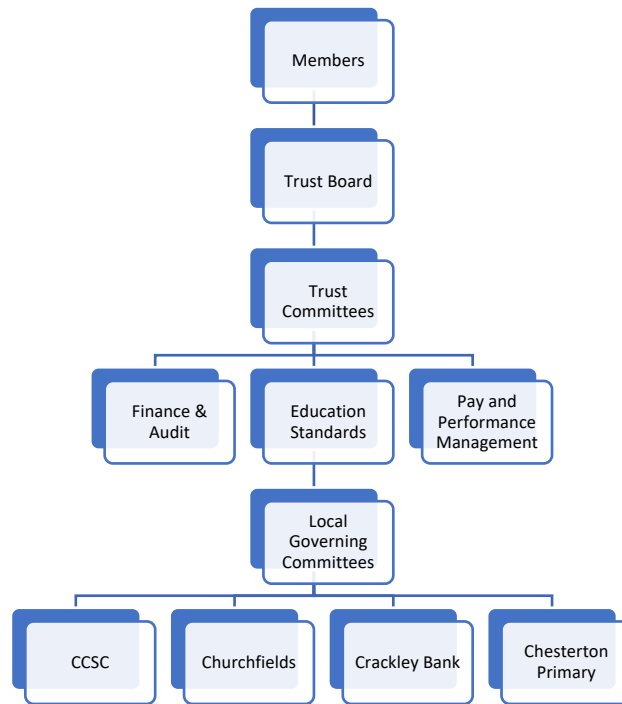 Members
Trust Board
Trust
Committees
Finance &
Audit
Education
Standards
Pay and
Performance
Management
Local
Governing
Committees
CCSC
Churchfields
Crackley Bank
Chesterton
Primary